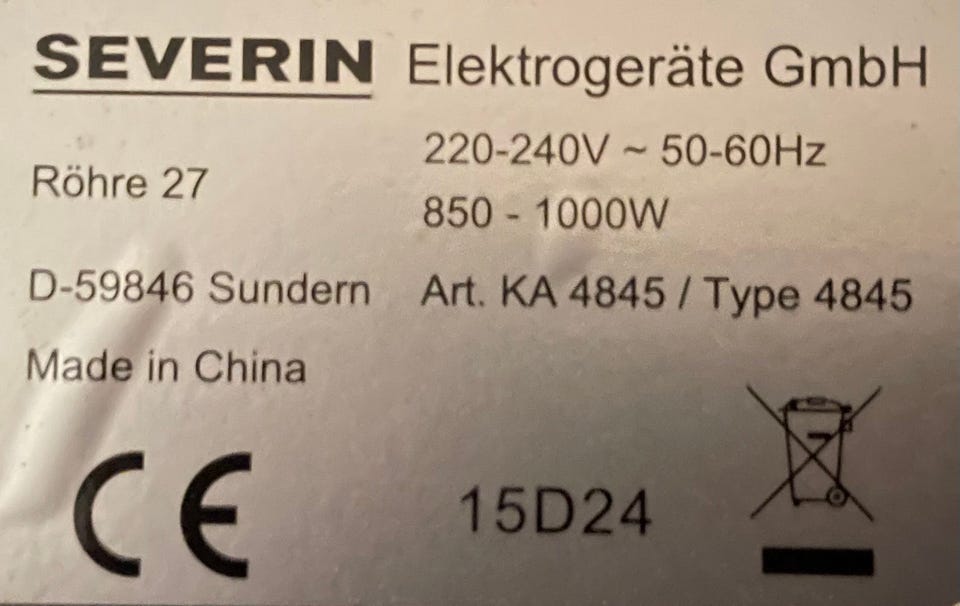 SEVERIN Elektrogeräte GmbH
220-240V ~ 50-60Hz
Röhre 27
850 - 1000W
D-59846 Sundern Art. KA 4845 / Type 4845
Made in China
CE
15D24